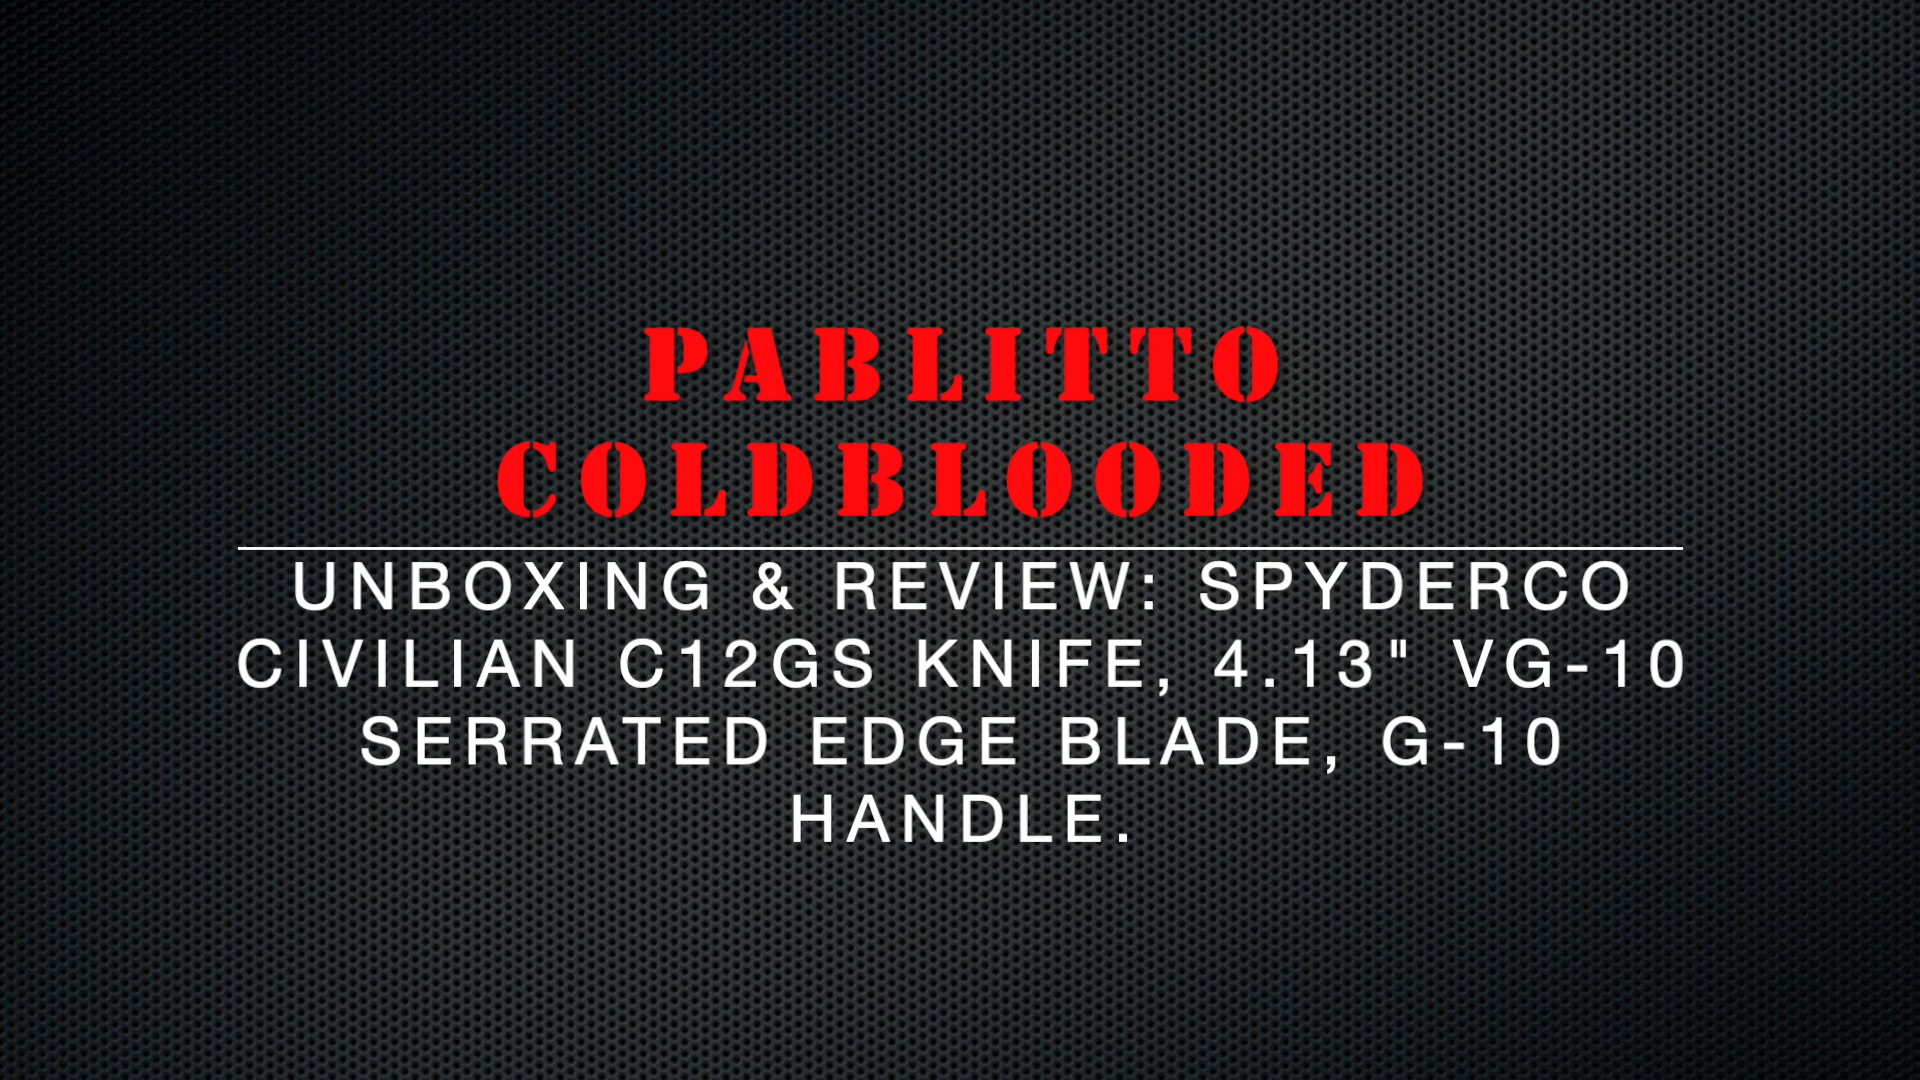 PABLITTO
COLDBLOODED
UNBOXING & REVIEW: SPYDERCO
CIVILIAN C12GS KNIFE, 4.13" VG-10
SERRATED EDGE BLADE, G-10
HANDLE.